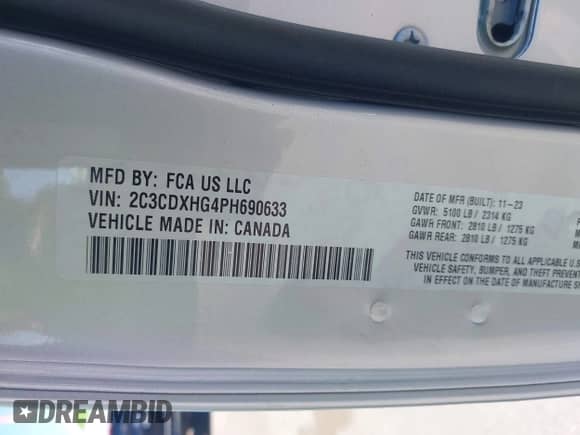 MFD BY: FCA US LLC
VIN: 2C3CDXHG4PH690633
VEHICLE MADE IN: CANADA
DATE OF MFR (BUILT): 11-23
GVWR: 5100 LB / 2314 KG
GAWR FRONT: 2810 LB / 1275 KG
GAWR REAR: 2810 LB / 1275 KG
THIS VEHICLE CONFORMS TO ALL APPLICABLE U.S.
VEHICLE SAFETY, BUMPER, AND THEFT PREVENT
IN EFFECT ON THE DATE OF MANUFACTURE
DREAMBID